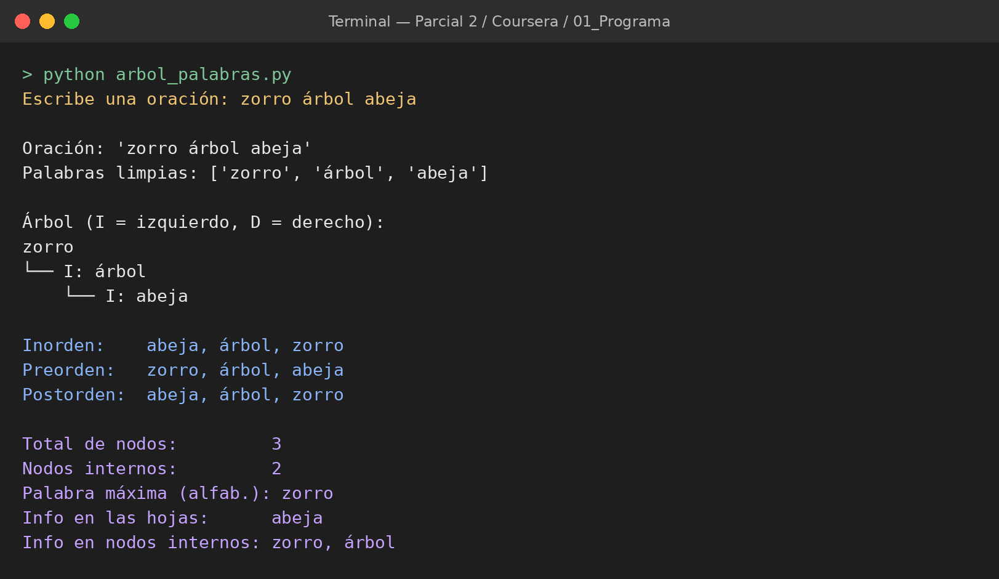 Terminal — Parcial 2 / Coursera / 01_Programa
> python arbol_palabras.py
Escribe una oración: zorro árbol abeja
Oración: 'zorro árbol abeja'
Palabras limpias: ['zorro', 'árbol', 'abeja']
Árbol (I = izquierdo, D = derecho):
zorro
└── I: árbol
    └── I: abeja
Inorden:    abeja, árbol, zorro
Preorden:   zorro, árbol, abeja
Postorden:  abeja, árbol, zorro
Total de nodos:         3
Nodos internos:         2
Palabra máxima (alfab.): zorro
Info en las hojas:      abeja
Info en nodos internos: zorro, árbol